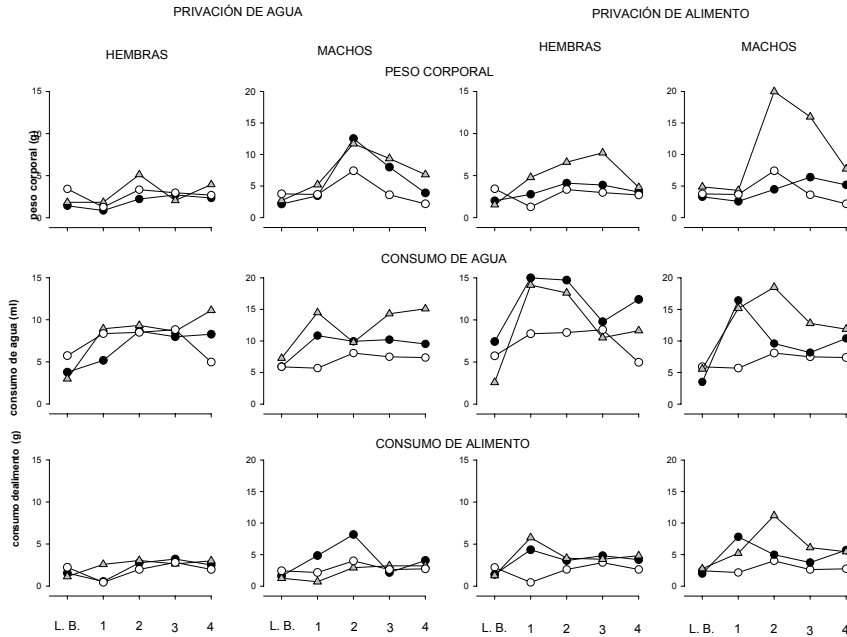 PRIVACIÓN DE AGUA PRIVACIÓN DE ALIMENTO
HEMBRAS MACHOS HEMBRAS MACHOS
PESO CORPORAL
peso corporal (g)
15 20 15 20
10 15 10 15
5 10 5 10
0 5 0 5
0 0
CONSUMO DE AGUA
consumo de agua (ml)
15 20 15 20
10 15 10 15
5 10 5 10
0 5 0 5
0 0
CONSUMO DE ALIMENTO
consumo dealimento (g)
15 20 15 20
10 15 10 15
5 10 5 10
0 5 0 5
0 0
L. B. 1 2 3 4 L. B. 1 2 3 4 L. B. 1 2 3 4 L. B. 1 2 3 4